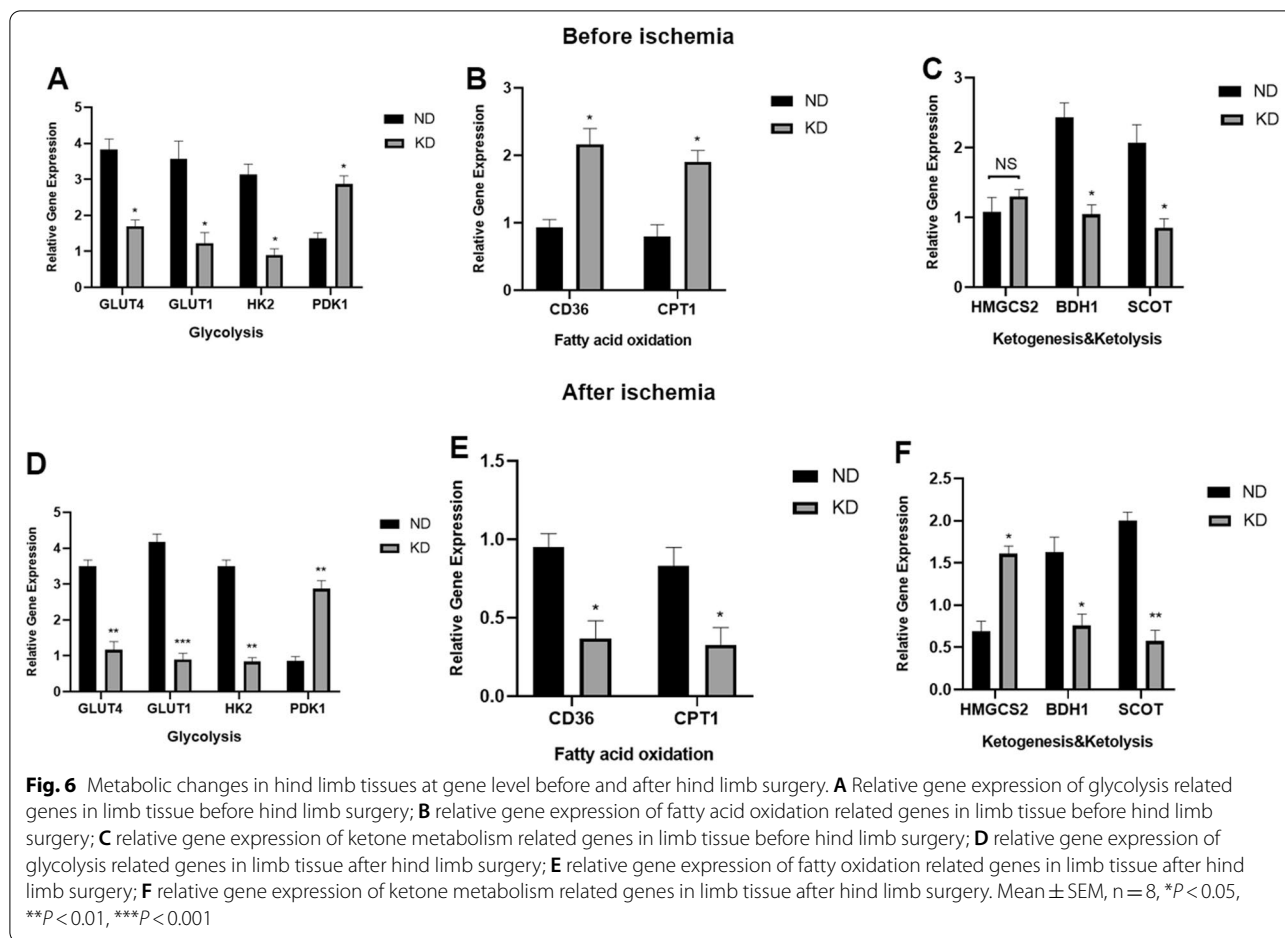 Before ischemia
A
Relative Gene Expression
5
4
3
2
1
0
*
*
*
*
GLUT4 GLUT1 HK2 PDK1
Glycolysis
ND
KD
B
Relative Gene Expression
3
2
1
0
*
*
CD36 CPT1
Fatty acid oxidation
ND
KD
C
Relative Gene Expression
3
2
1
0
NS
*
*
HMGCS2 BDH1 SCOT
Ketogenesis&Ketolysis
ND
KD
After ischemia
D
Relative Gene Expression
5
4
3
2
1
0
**
***
**
**
GLUT4 GLUT1 HK2 PDK1
Glycolysis
ND
KD
E
Relative Gene Expression
1.5
1.0
0.5
0.0
*
*
CD36 CPT1
Fatty acid oxidation
ND
KD
F
Relative Gene Expression
2.5
2.0
1.5
1.0
0.5
0.0
*
*
**
HMGCS2 BDH1 SCOT
Ketogenesis&Ketolysis
ND
KD
Fig. 6 Metabolic changes in hind limb tissues at gene level before and after hind limb surgery. A Relative gene expression of glycolysis related
genes in limb tissue before hind limb surgery; B relative gene expression of fatty acid oxidation related genes in limb tissue before hind limb
surgery; C relative gene expression of ketone metabolism related genes in limb tissue before hind limb surgery; D relative gene expression of
glycolysis related genes in limb tissue after hind limb surgery; E relative gene expression of fatty oxidation related genes in limb tissue after hind
limb surgery; F relative gene expression of ketone metabolism related genes in limb tissue after hind limb surgery. Mean ± SEM, n = 8, *P < 0.05,
**P < 0.01, ***P < 0.001